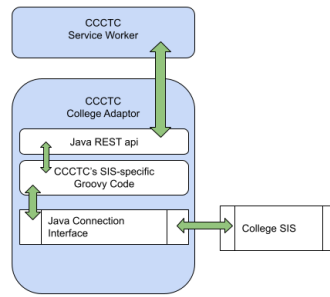 CCCTC
Service Worker
CCCTC
College Adaptor
Java REST api
CCCTC's SIS-specific
Groovy Code
Java Connection
Interface
College SIS